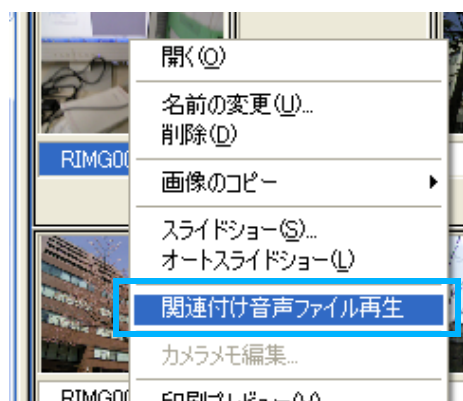 開く(O)
名前の変更(U)...
削除(D)
RIMG00
画像のコピー
スライドショー(S)...
オートスライドショー(L)
関連付け音声ファイル再生
カメラメモ編集...
RIMG00